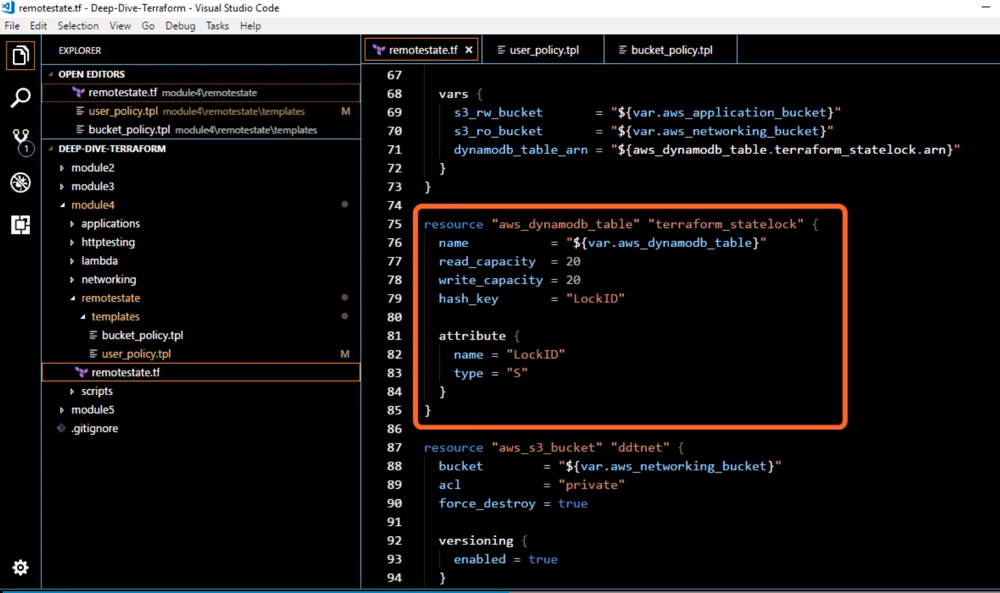 remotestate.tf - Deep-Dive-Terraform - Visual Studio Code
File Edit Selection View Go Debug Tasks Help
EXPLORER
OPEN EDITORS
remotestate.tf module4\remotestate
user_policy.tpl module4\remotestate\templates M
bucket_policy.tpl module4\remotestate\templates
1
DEEP-DIVE-TERRAFORM
module2
module3
module4
applications
httptesting
lambda
networking
remotestate
templates
bucket_policy.tpl
user_policy.tpl M
remotestate.tf
scripts
module5
.gitignore
remotestate.tf user_policy.tpl bucket_policy.tpl
67
68 vars {
69 s3_rw_bucket = "${var.aws_application_bucket}"
70 s3_ro_bucket = "${var.aws_networking_bucket}"
71 dynamodb_table_arn = "${aws_dynamodb_table.terraform_statelock.arn}"
72 }
73 }
74
75 resource "aws_dynamodb_table" "terraform_statelock" {
76 name = "${var.aws_dynamodb_table}"
77 read_capacity = 20
78 write_capacity = 20
79 hash_key = "LockID"
80
81 attribute {
82 name = "LockID"
83 type = "S"
84 }
85 }
86
87 resource "aws_s3_bucket" "ddtnet" {
88 bucket = "${var.aws_networking_bucket}"
89 acl = "private"
90 force_destroy = true
91
92 versioning {
93 enabled = true
94 }